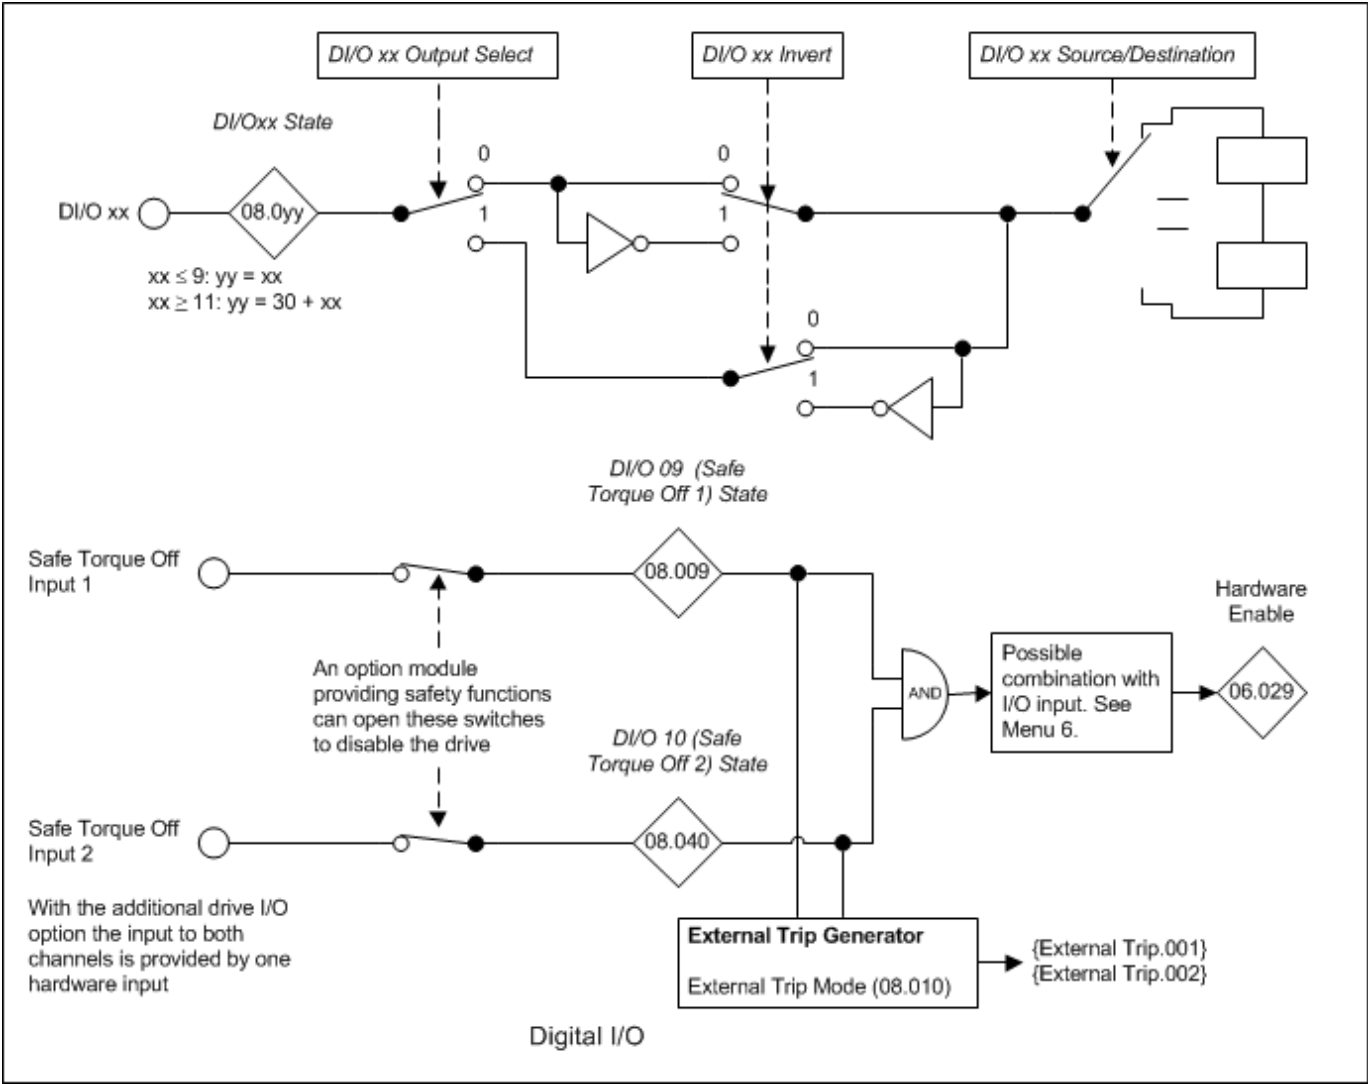 DI/O xx Output Select
DI/O xx Invert
DI/O xx Source/Destination
DI/Oxx State
0
0
DI/O xx
08.0yy
1
1
xx ≤ 9: yy = xx
xx ≥ 11: yy = 30 + xx
0
1
DI/O 09 (Safe
Torque Off 1) State
Safe Torque Off
Input 1
08.009
Hardware
Enable
An option module
providing safety functions
can open these switches
to disable the drive
AND
Possible
combination with
I/O input. See
Menu 6.
06.029
DI/O 10 (Safe
Torque Off 2) State
Safe Torque Off
Input 2
08.040
With the additional drive I/O
option the input to both
channels is provided by one
hardware input
External Trip Generator
External Trip Mode (08.010)
{External Trip.001}
{External Trip.002}
Digital I/O